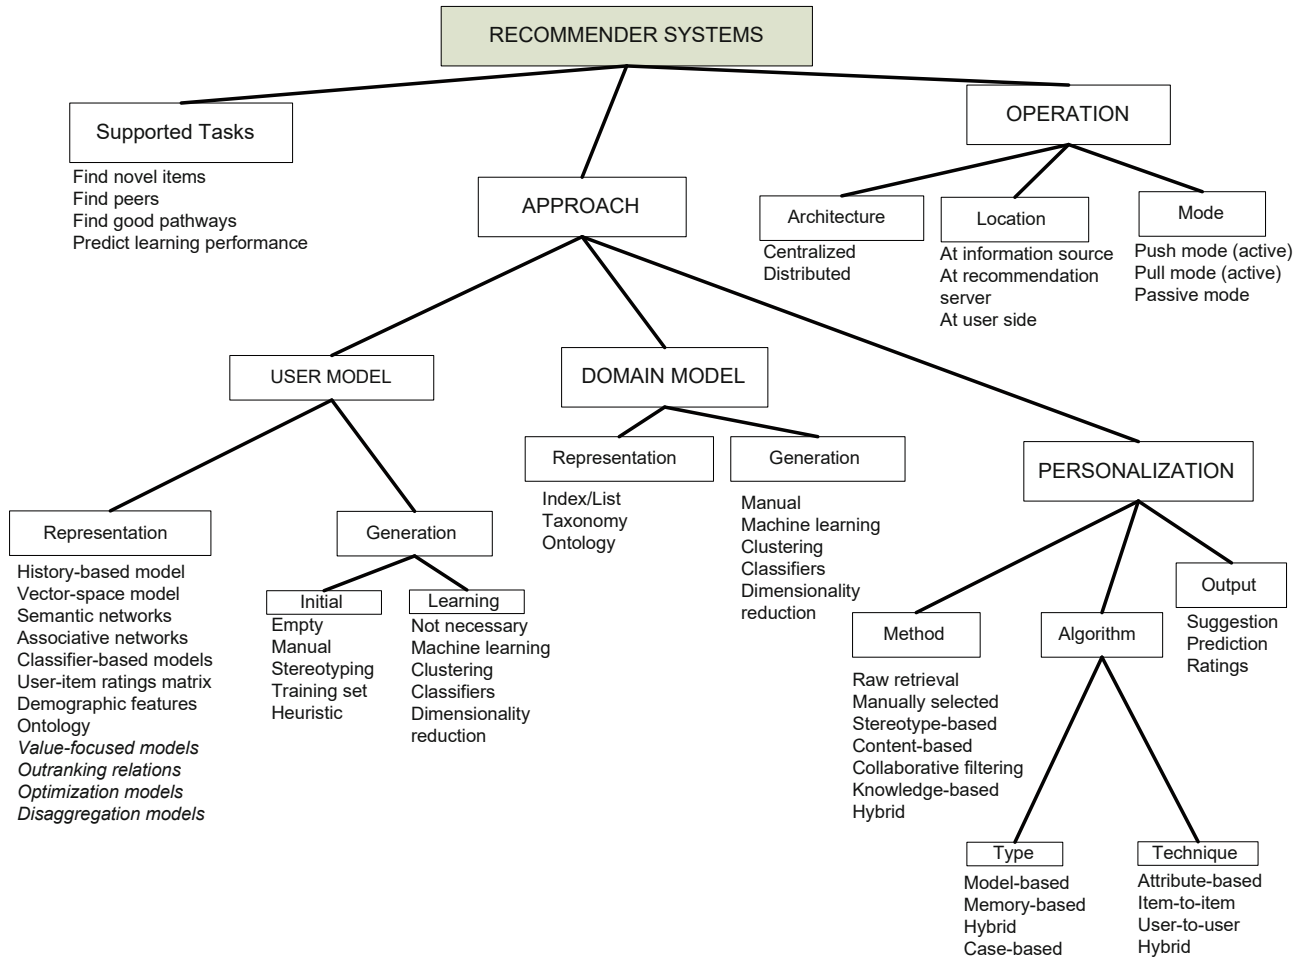 RECOMMENDER SYSTEMS
Supported Tasks
Find novel items
Find peers
Find good pathways
Predict learning performance
APPROACH
OPERATION
Architecture
Centralized
Distributed
Location
At information source
At recommendation
server
At user side
Mode
Push mode (active)
Pull mode (active)
Passive mode
USER MODEL
Representation
History-based model
Vector-space model
Semantic networks
Associative networks
Classifier-based models
User-item ratings matrix
Demographic features
Ontology
Value-focused models
Outranking relations
Optimization models
Disaggregation models
Generation
Initial
Empty
Manual
Stereotyping
Training set
Heuristic
Learning
Not necessary
Machine learning
Clustering
Classifiers
Dimensionality
reduction
DOMAIN MODEL
Representation
Index/List
Taxonomy
Ontology
Generation
Manual
Machine learning
Clustering
Classifiers
Dimensionality
reduction
PERSONALIZATION
Method
Raw retrieval
Manually selected
Stereotype-based
Content-based
Collaborative filtering
Knowledge-based
Hybrid
Algorithm
Type
Model-based
Memory-based
Hybrid
Case-based
Technique
Attribute-based
Item-to-item
User-to-user
Hybrid
Output
Suggestion
Prediction
Ratings